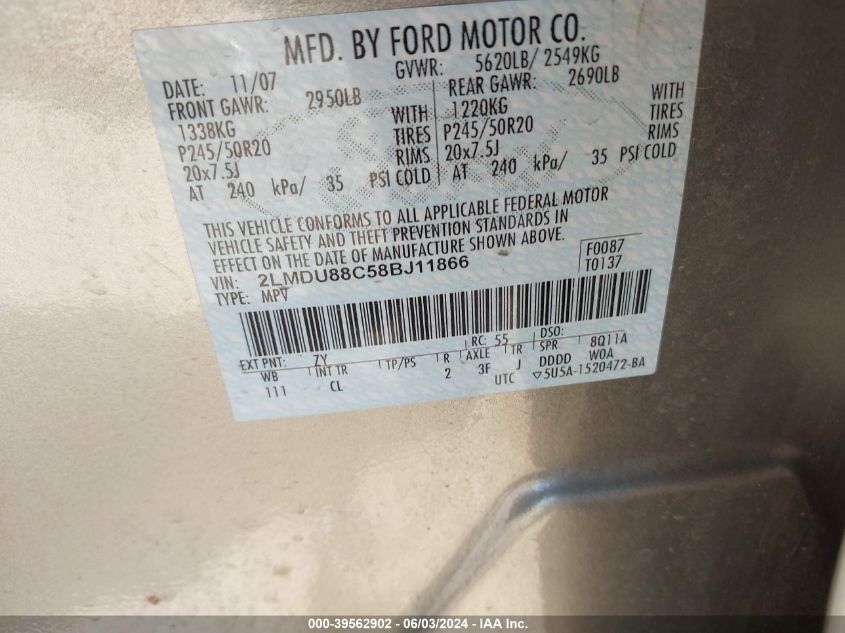 MFD. BY FORD MOTOR CO.
DATE: 11/07 GVWR: 5620LB/ 2549KG
FRONT GAWR: 2950LB REAR GAWR: 2690LB
1338KG WITH 1220KG WITH
P245/50R20 TIRES P245/50R20 TIRES
20x7.5J RIMS 20x7.5J RIMS
AT 240 kPa/ 35 PSI COLD AT 240 kPa/ 35 PSI COLD
THIS VEHICLE CONFORMS TO ALL APPLICABLE FEDERAL MOTOR
VEHICLE SAFETY AND THEFT PREVENTION STANDARDS IN
EFFECT ON THE DATE OF MANUFACTURE SHOWN ABOVE.
VIN: 2LMDU88C58BJ11866 F0087
TYPE: MPV T0137
EXT PNT: ZY RC: 55 DSO:
WB INT TR TP/PS R AXLE TR SPR 8Q11A
111 CL 2 3F J DDDD W0A
UTC ▽5U5A-1520472-BA
000-39562902 - 06/03/2024 - IAA Inc.